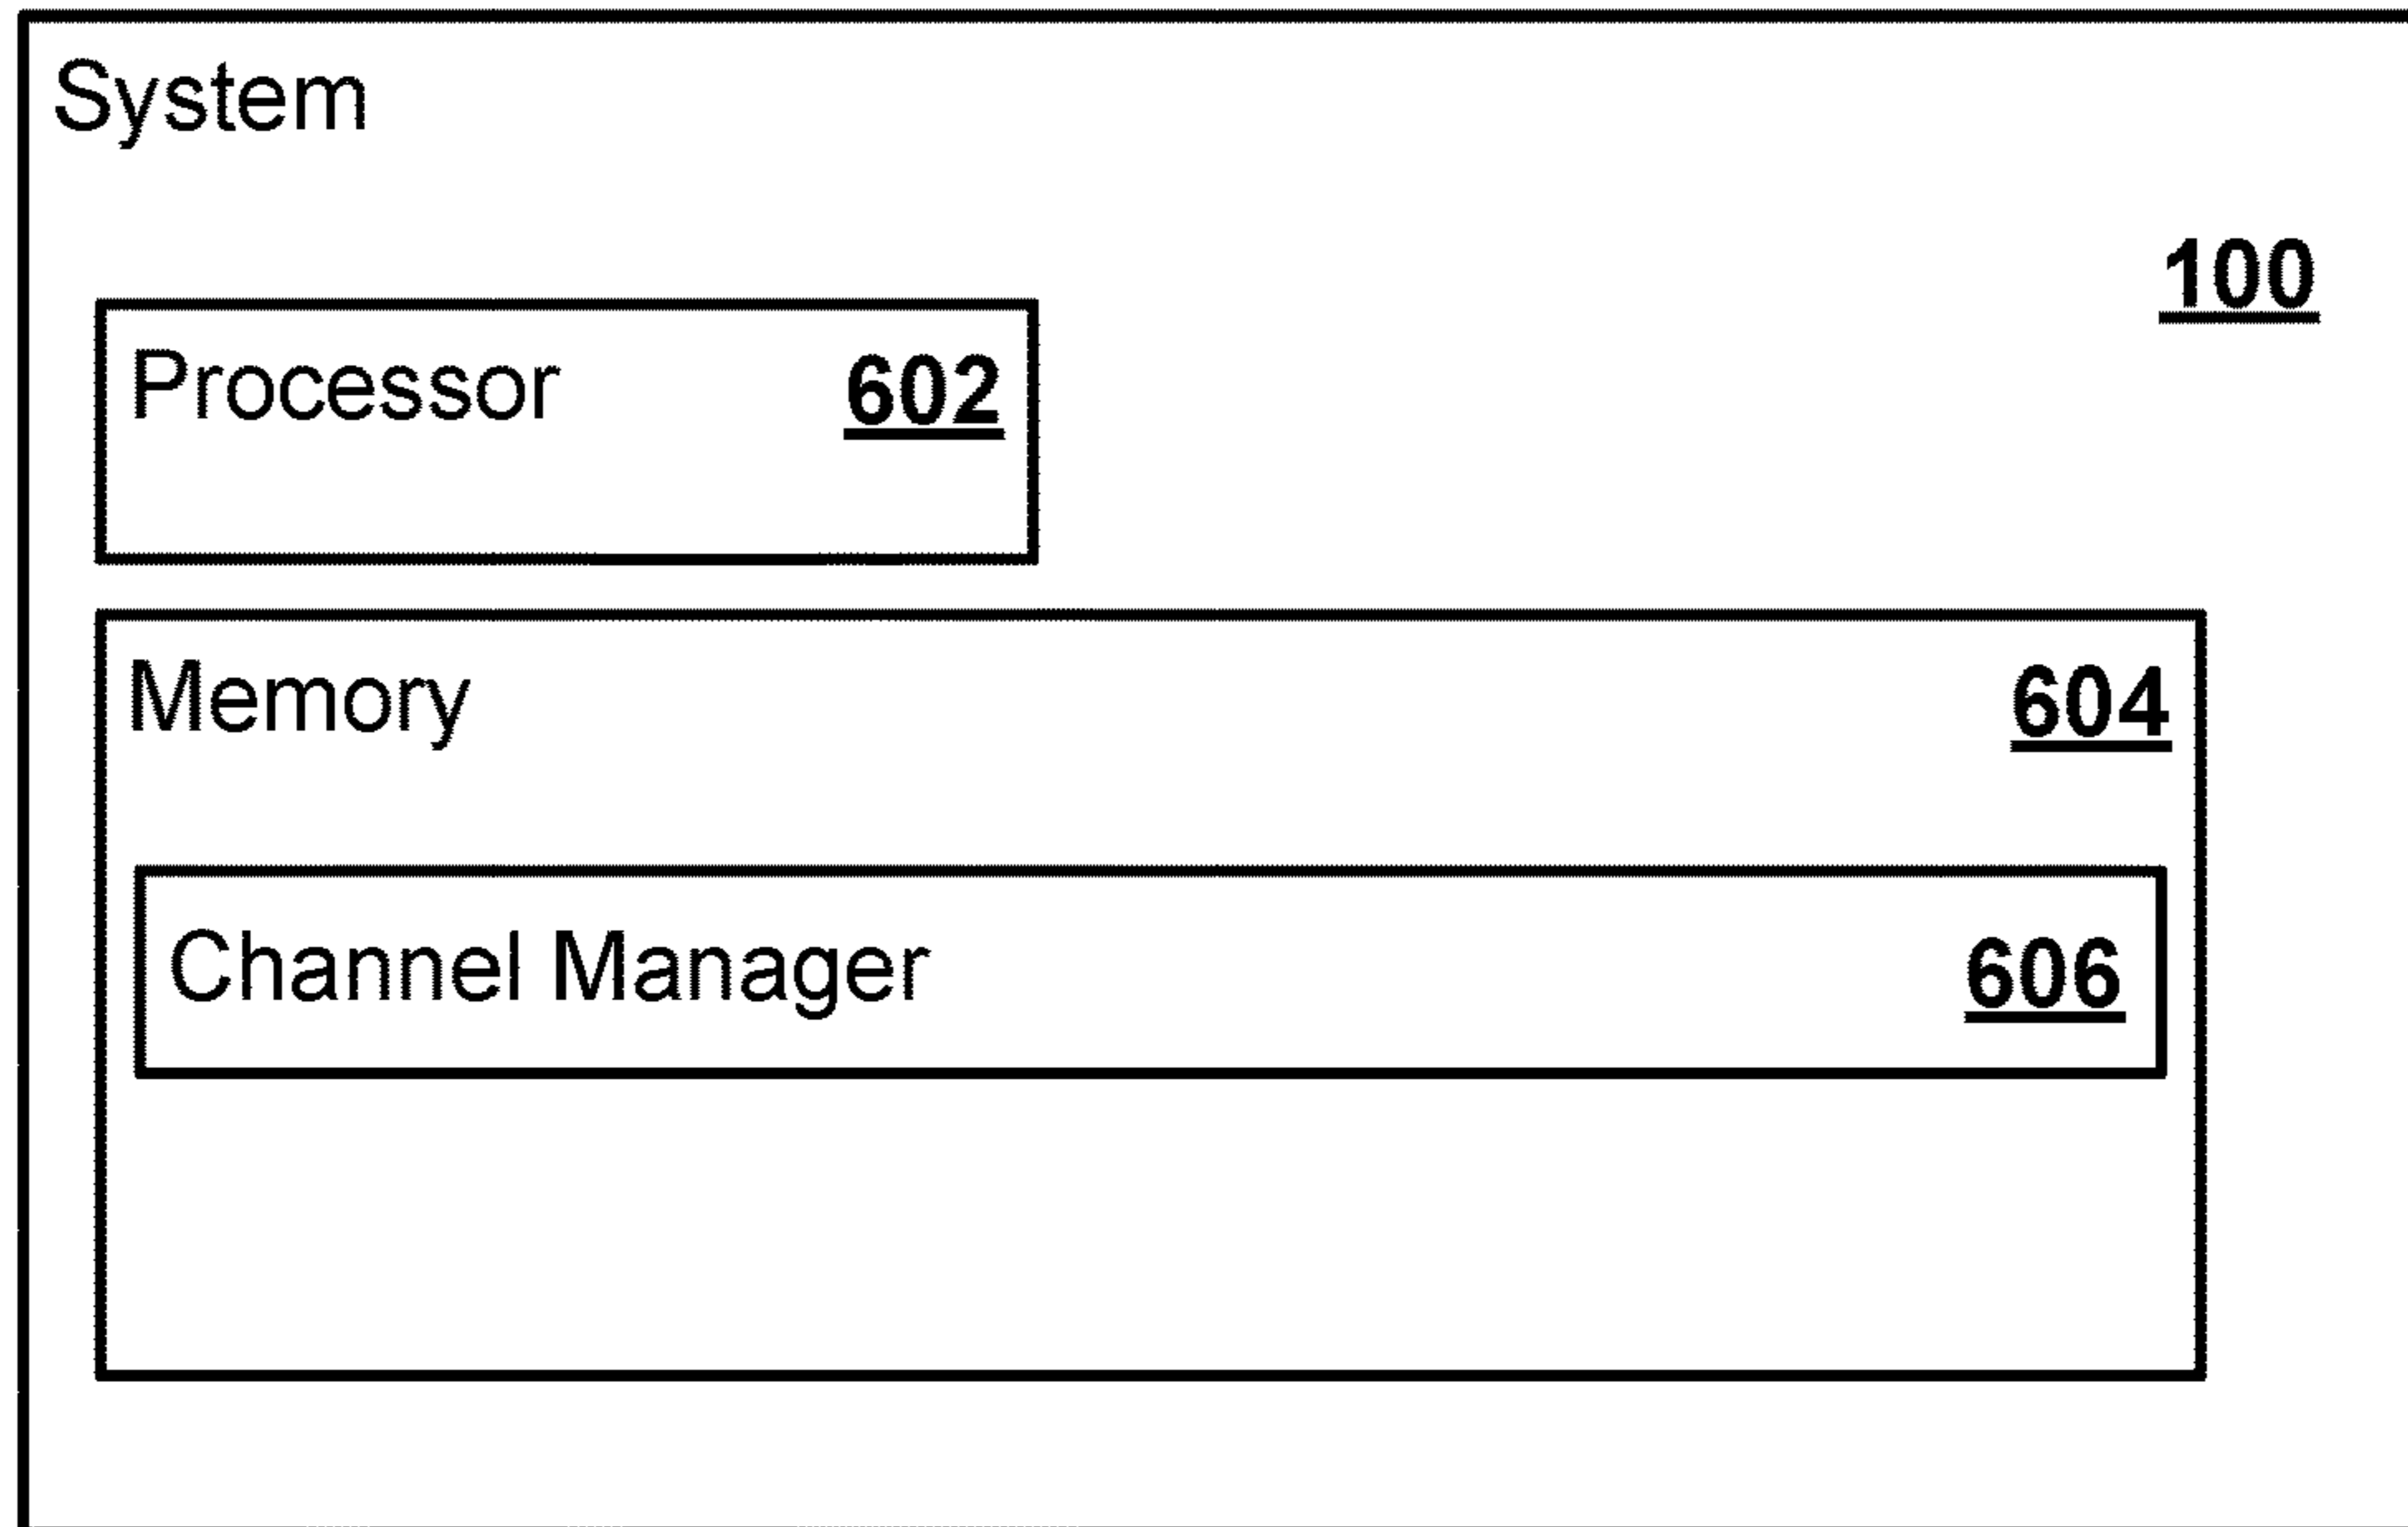 System
100
Processor 602
Memory 604
Channel Manager 606